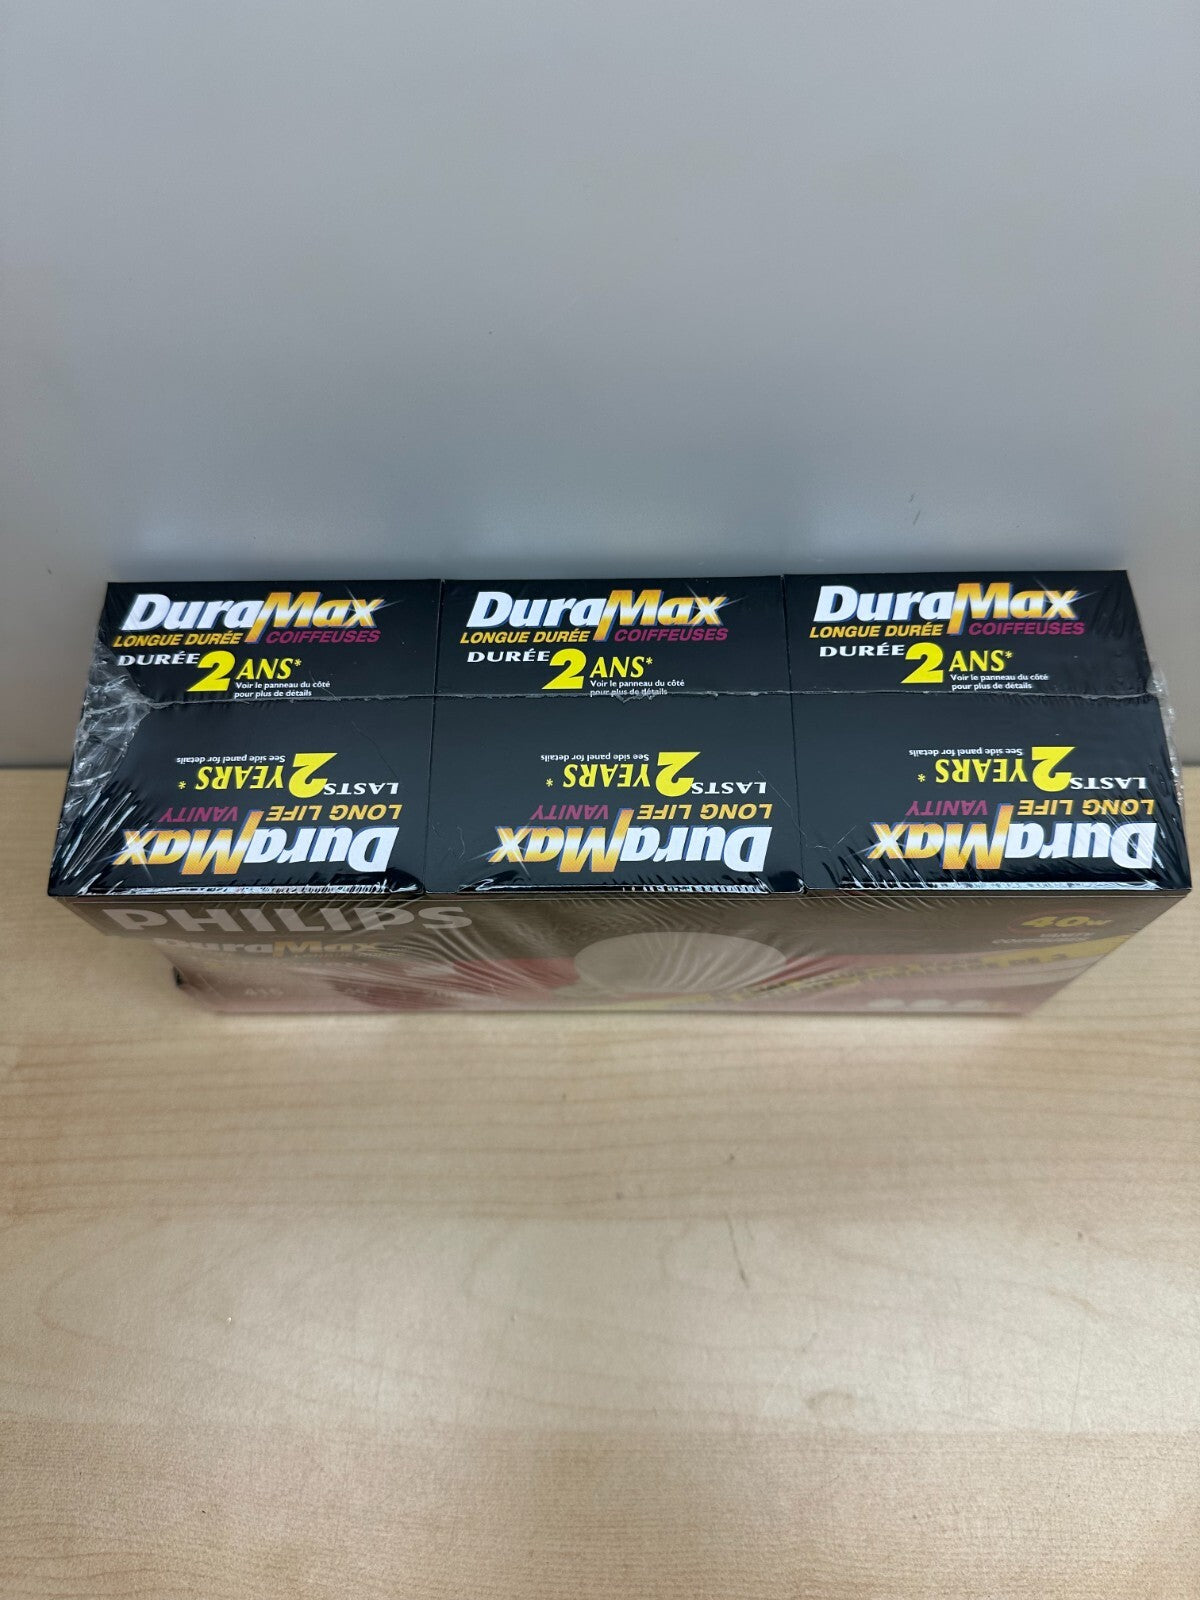 DuraMax
LONGUE DURÉE COIFFEUSES
DURÉE 2 ANS*
Voir le panneau du côté
pour plus de détails
DuraMax
LONGUE DURÉE COIFFEUSES
DURÉE 2 ANS*
Voir le panneau du côté
pour plus de détails
DuraMax
LONGUE DURÉE COIFFEUSES
DURÉE 2 ANS*
Voir le panneau du côté
pour plus de détails
DuraMax
LONG LIFE VANITY
LASTS 2 YEARS*
See side panel for details
DuraMax
LONG LIFE VANITY
LASTS 2 YEARS*
See side panel for details
DuraMax
LONG LIFE VANITY
LASTS 2 YEARS*
See side panel for details
PHILIPS
DuraMax
40W
415